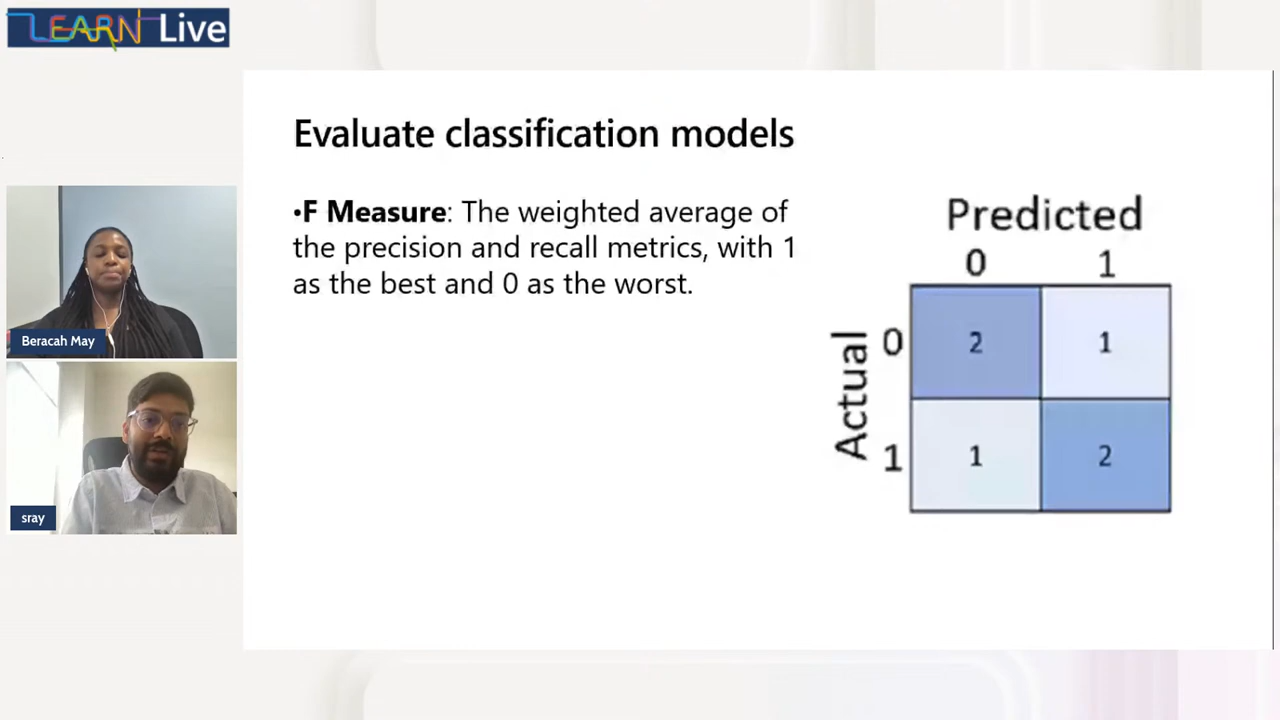 LEARN Live
Evaluate classification models
•F Measure: The weighted average of
the precision and recall metrics, with 1
as the best and 0 as the worst.
Predicted
0 1
Actual
0 2 1
1 1 2
Beracah May
sray